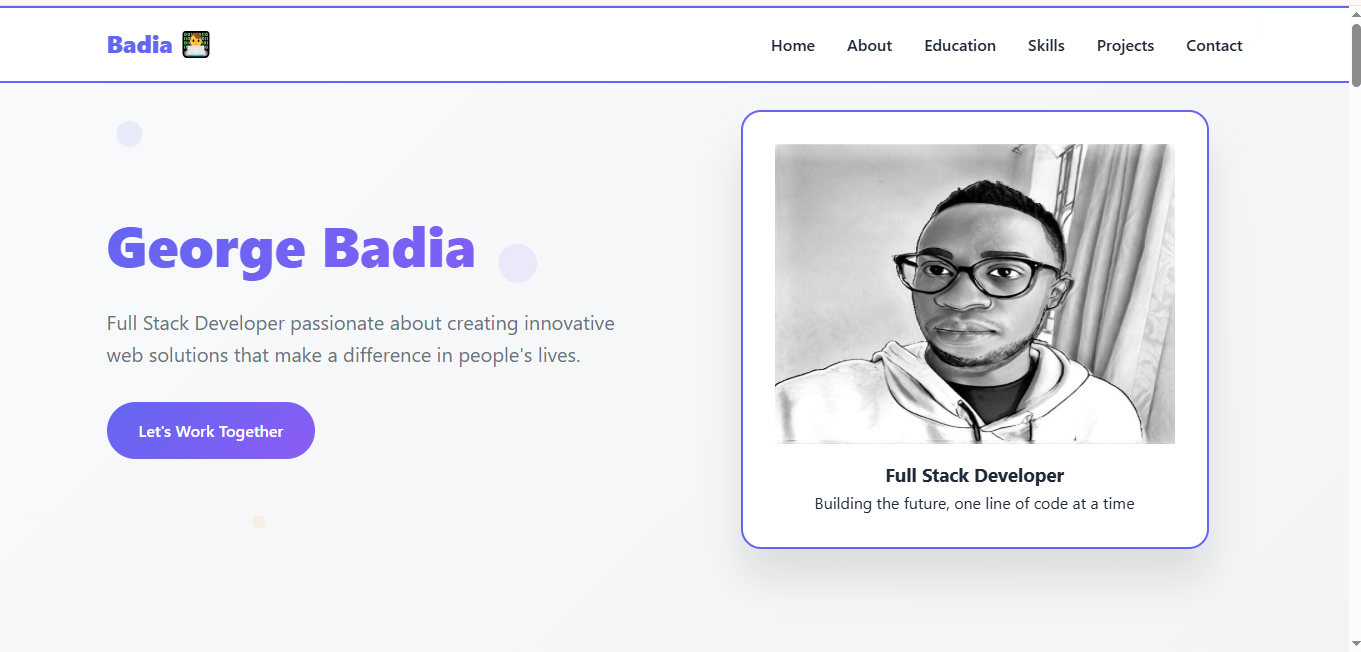 Badia
Home About Education Skills Projects Contact
George Badia
Full Stack Developer passionate about creating innovative
web solutions that make a difference in people's lives.
Let's Work Together
Full Stack Developer
Building the future, one line of code at a time